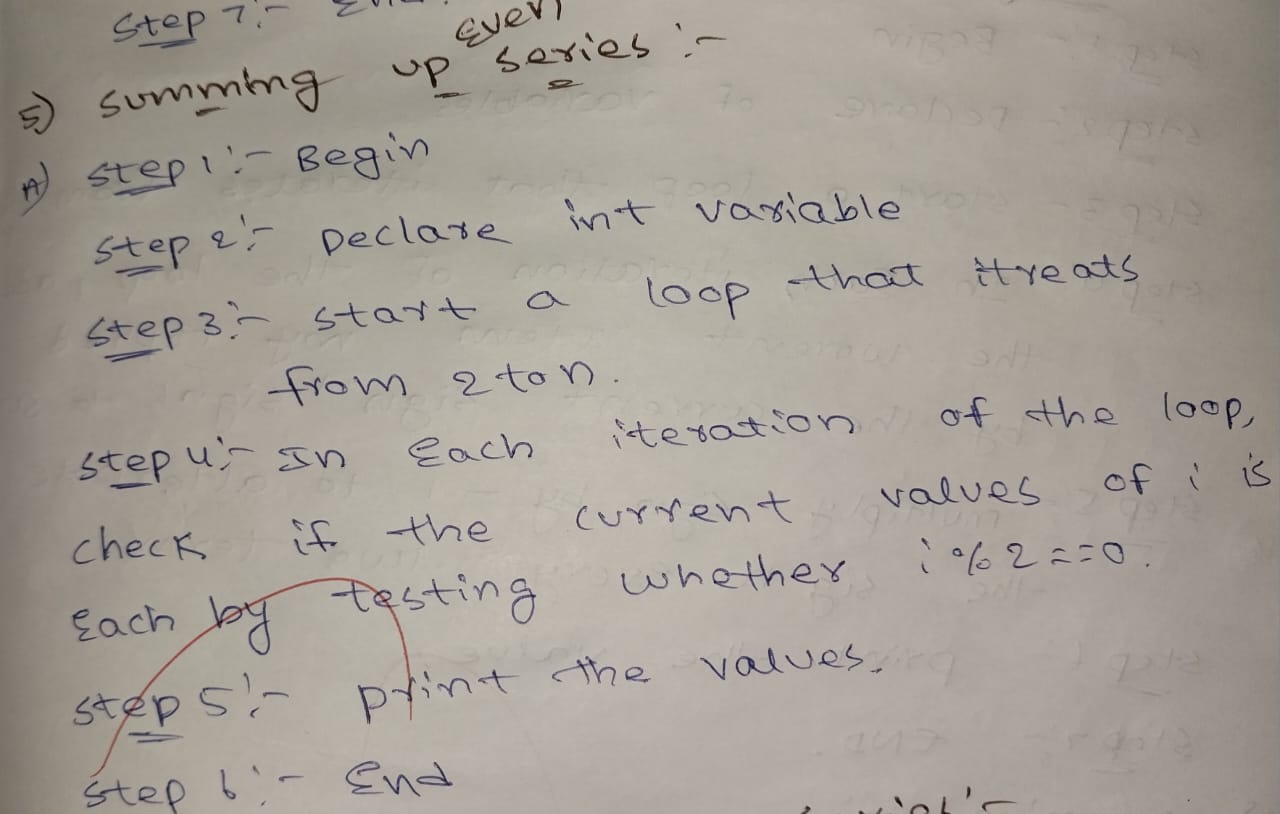 Step 7:-
5) summing up Even series :-
A) Step 1:- Begin
Step 2:- Declare int variable
Step 3:- start a loop that itreats
from 2 to n.
Step 4:- In Each iteration of the loop,
check if the current values of i is
Each by testing whether i % 2 == 0.
Step 5:- print the values.
Step 6:- End